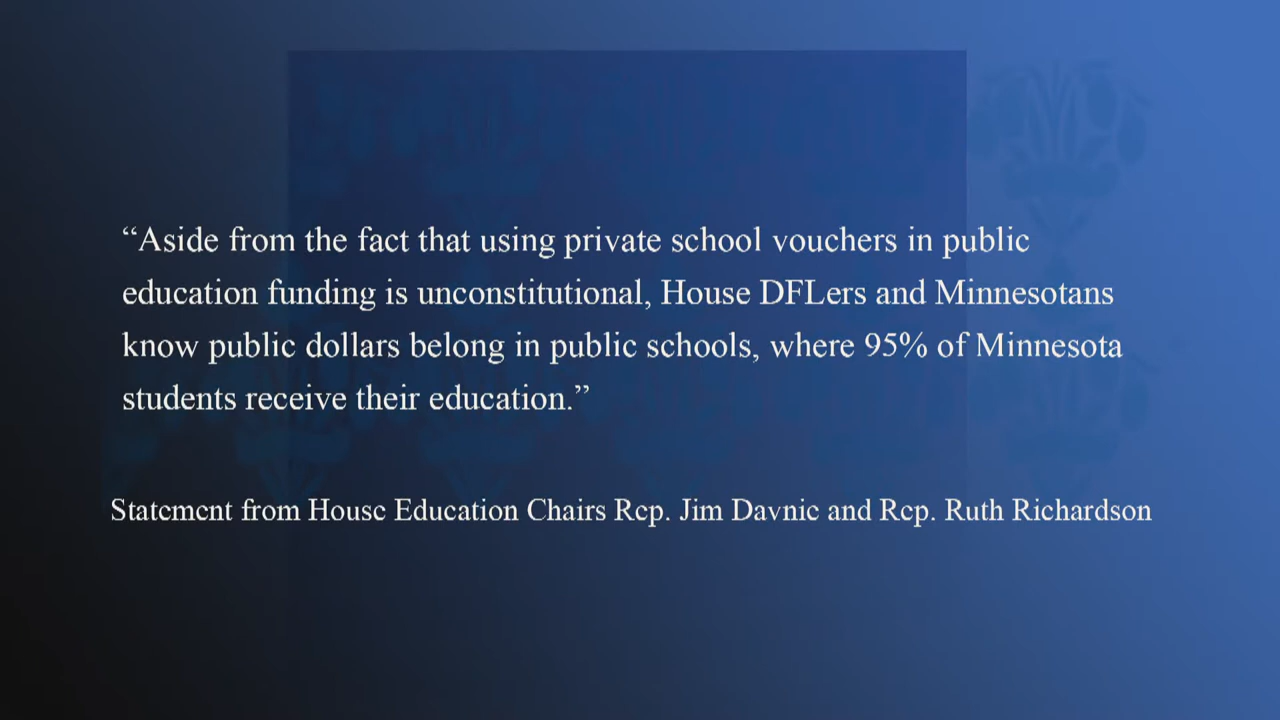 “Aside from the fact that using private school vouchers in public
education funding is unconstitutional, House DFLers and Minnesotans
know public dollars belong in public schools, where 95% of Minnesota
students receive their education.”
Statement from House Education Chairs Rep. Jim Davnie and Rep. Ruth Richardson